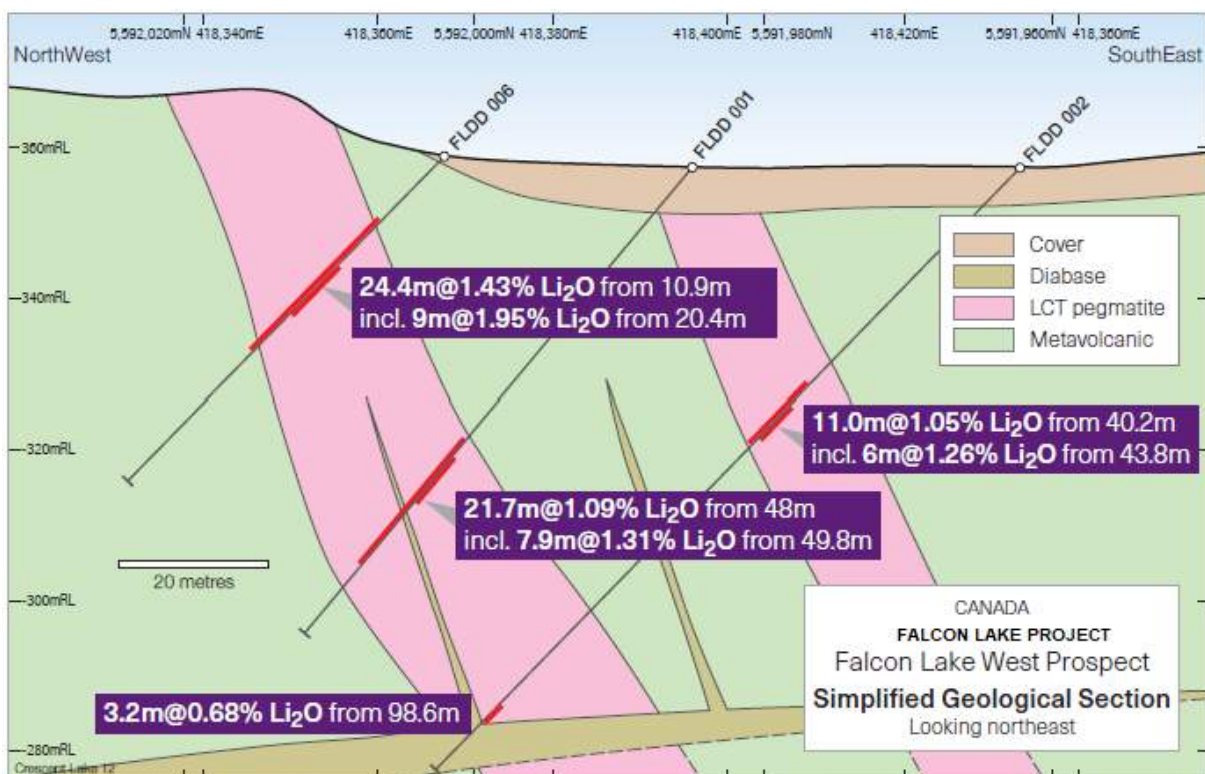 5,592,020mN 418,340mE 418,360mE 5,592,000mN 418,380mE 418,400mE 5,591,980mN 418,420mE 5,591,960mN 418,360mE
NorthWest
SouthEast
FLDD 006
FLDD 001
FLDD 002
360mRL
340mRL
320mRL
300mRL
280mRL
Cover
Diabase
LCT pegmatite
Metavolcanic
24.4m@1.43% Li₂O from 10.9m
incl. 9m@1.95% Li₂O from 20.4m
11.0m@1.05% Li₂O from 40.2m
incl. 6m@1.26% Li₂O from 43.8m
21.7m@1.09% Li₂O from 48m
incl. 7.9m@1.31% Li₂O from 49.8m
20 metres
3.2m@0.68% Li₂O from 98.6m
CANADA
FALCON LAKE PROJECT
Falcon Lake West Prospect
Simplified Geological Section
Looking northeast
Crescent Lake 12